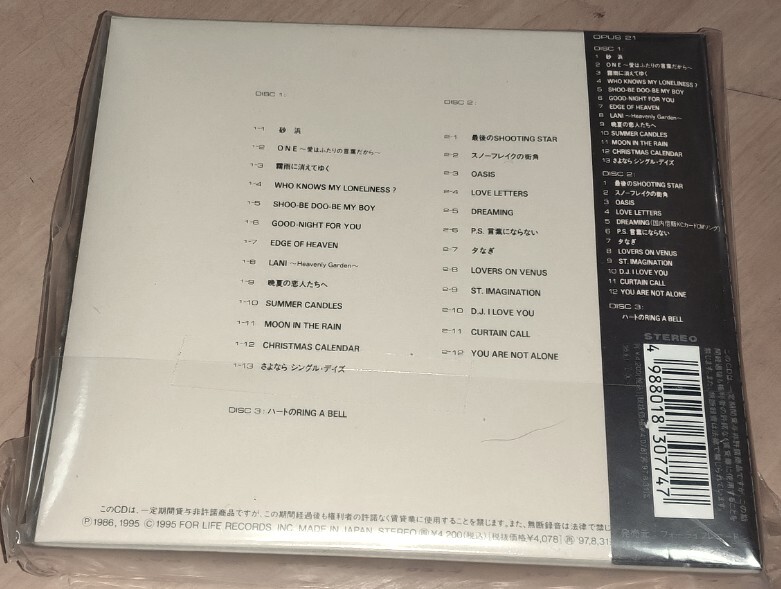 DISC 1:
1-1 砂 浜
1-2 ONE ～愛はふたりの言葉だから～
1-3 霧雨に消えてゆく
1-4 WHO KNOWS MY LONELINESS?
1-5 SHOO-BE DOO-BE MY BOY
1-6 GOOD-NIGHT FOR YOU
1-7 EDGE OF HEAVEN
1-8 LANI ～Heavenly Garden～
1-9 晩夏の恋人たちへ
1-10 SUMMER CANDLES
1-11 MOON IN THE RAIN
1-12 CHRISTMAS CALENDAR
1-13 さよなら シングル・デイズ
DISC 2:
2-1 最後のSHOOTING STAR
2-2 スノーフレイクの街角
2-3 OASIS
2-4 LOVE LETTERS
2-5 DREAMING
2-6 P.S. 言葉にならない
2-7 夕なぎ
2-8 LOVERS ON VENUS
2-9 ST. IMAGINATION
2-10 D.J. I LOVE YOU
2-11 CURTAIN CALL
2-12 YOU ARE NOT ALONE
DISC 3: ハートのRING A BELL
このCDは、一定期間貸与非許諾商品ですが、この期間経過後も権利者の許諾なく賃貸業に使用することを禁じます。また、無断録音は法律で禁じ
Ⓟ1986, 1995 Ⓒ1995 FOR LIFE RECORDS, INC. MADE IN JAPAN. STEREO ¥4,200(税込)[税抜価格¥4,078] '97.8.31
OPUS 21
DISC 1:
1 砂 浜
2 ONE ～愛はふたりの言葉だから～
3 霧雨に消えてゆく
4 WHO KNOWS MY LONELINESS?
5 SHOO-BE DOO-BE MY BOY
6 GOOD-NIGHT FOR YOU
7 EDGE OF HEAVEN
8 LANI ～Heavenly Garden～
9 晩夏の恋人たちへ
10 SUMMER CANDLES
11 MOON IN THE RAIN
12 CHRISTMAS CALENDAR
13 さよなら シングル・デイズ
DISC 2:
1 最後のSHOOTING STAR
2 スノーフレイクの街角
3 OASIS
4 LOVE LETTERS
5 DREAMING
6 P.S. 言葉にならない
7 夕なぎ
8 LOVERS ON VENUS
9 ST. IMAGINATION
10 D.J. I LOVE YOU
11 CURTAIN CALL
12 YOU ARE NOT ALONE
DISC 3:
ハートのRING A BELL
STEREO
4 988018 307747